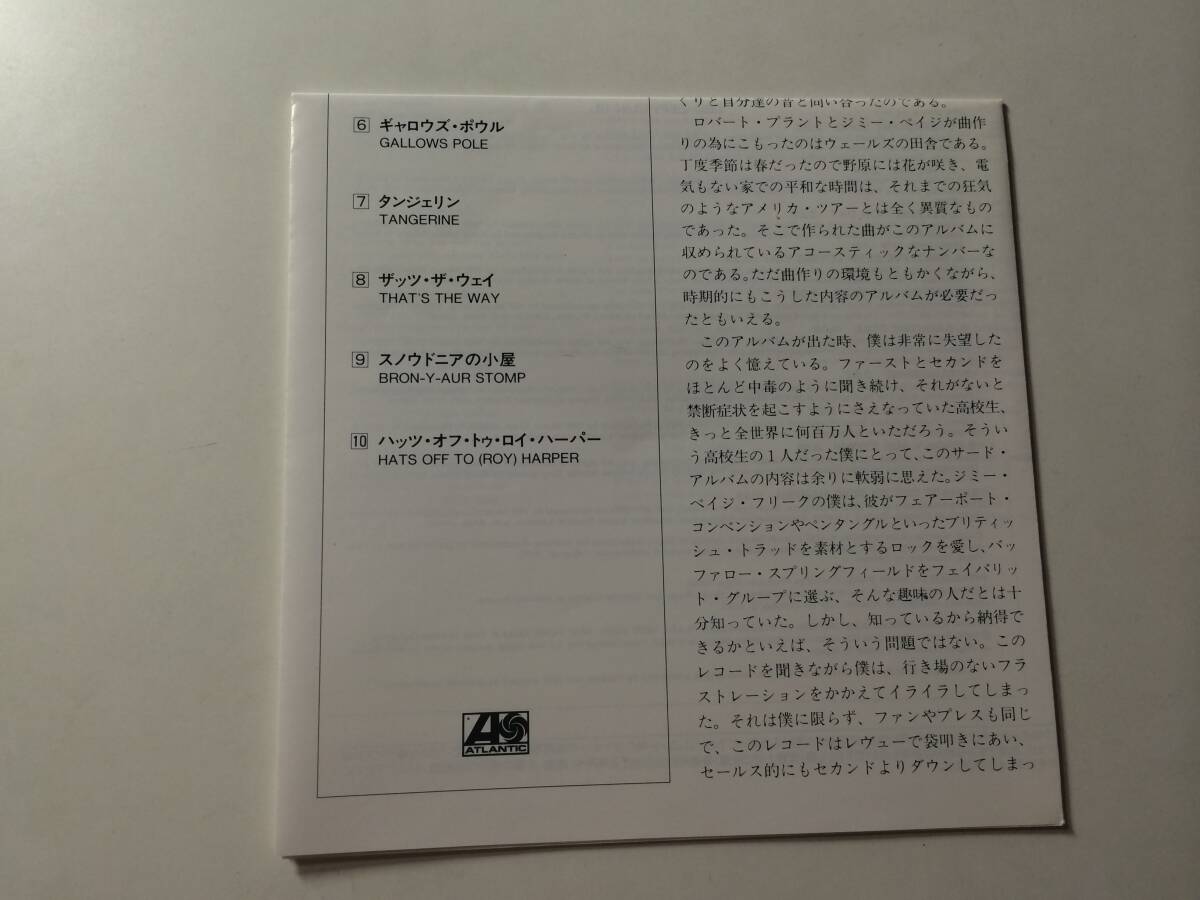 6 ギャロウズ・ポウル
GALLOWS POLE
7 タンジェリン
TANGERINE
8 ザッツ・ザ・ウェイ
THAT'S THE WAY
9 スノウドニアの小屋
BRON-Y-AUR STOMP
10 ハッツ・オフ・トゥ・ロイ・ハーパー
HATS OFF TO (ROY) HARPER
ATLANTIC
くりと自分達の音と向い合ったのである。
ロバート・プラントとジミー・ペイジが曲作
りの為にこもったのはウェールズの田舎である。
丁度季節は春だったので野原には花が咲き、電
気もない家での平和な時間は、それまでの狂気
のようなアメリカ・ツアーとは全く異質なもの
であった。そこで作られた曲がこのアルバムに
収められているアコースティックなナンバーな
のである。ただ曲作りの環境もともかくながら、
時期的にもこうした内容のアルバムが必要だっ
たともいえる。
このアルバムが出た時、僕は非常に失望した
のをよく憶えている。ファーストとセカンドを
ほとんど中毒のように聞き続け、それがないと
禁断症状を起こすようにさえなっていた高校生、
きっと全世界に何百万人といただろう。そうい
う高校生の1人だった僕にとって、このサード・
アルバムの内容は余りに軟弱に思えた。ジミー・
ペイジ・フリークの僕は、彼がフェアーポート・
コンベンションやペンタングルといったブリティッ
シュ・トラッドを素材とするロックを愛し、バッ
ファロー・スプリングフィールドをフェイバリッ
ト・グループに選ぶ、そんな趣味の人だとは十
分知っていた。しかし、知っているから納得で
きるかといえば、そういう問題ではない。この
レコードを聞きながら僕は、行き場のないフラ
ストレーションをかかえてイライラしてしまっ
た。それは僕に限らず、ファンやプレスも同じ
で、このレコードはレヴューで袋叩きにあい、
セールス的にもセカンドよりダウンしてしまっ